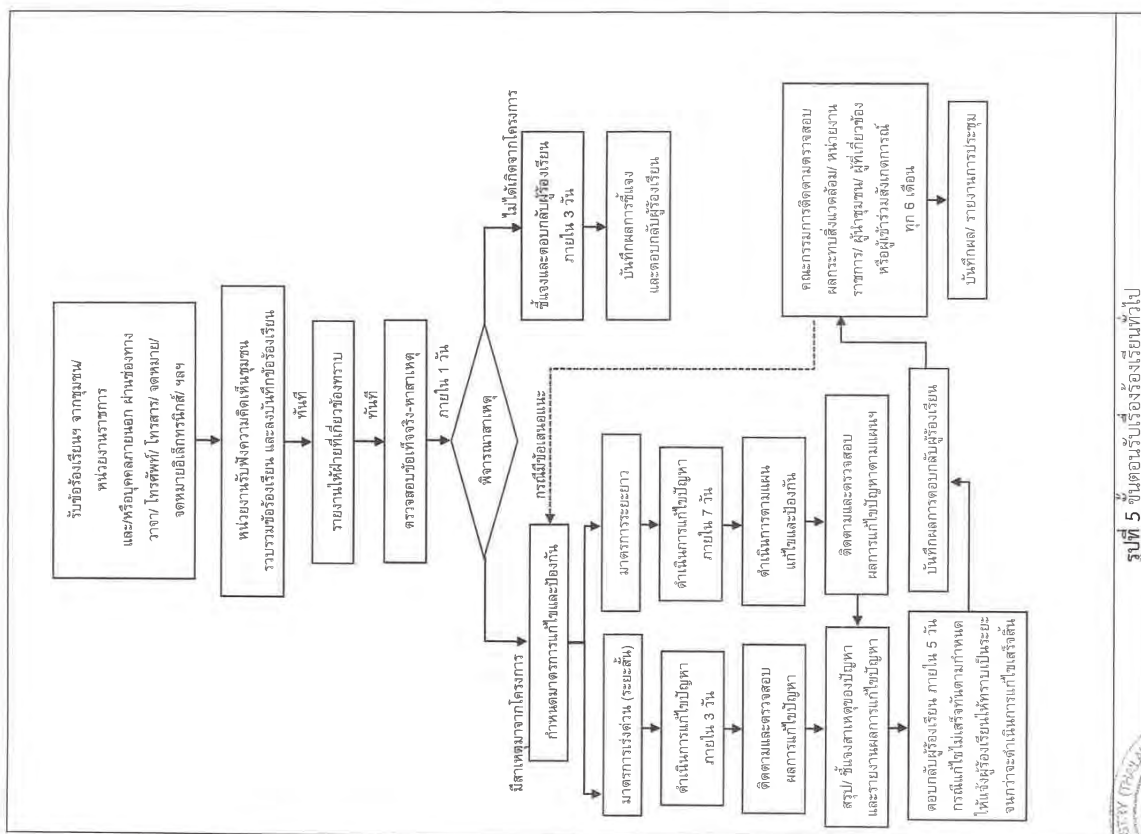 รับข้อร้องเรียนฯ จากชุมชน/
หน่วยงานราชการ
และ/หรือบุคคลภายนอก ผ่านช่องทาง
วาจา/ โทรศัพท์/ โทรสาร/ จดหมาย/
จดหมายอิเล็กทรนิกส์/ ฯลฯ
หน่วยงานรับฟังความคิดเห็นชุมชน
รวบรวมข้อร้องเรียน และลงบันทึกข้อร้องเรียน
ทันที
รายงานให้ฝ่ายที่เกี่ยวข้องทราบ
ทันที
ตรวจสอบข้อเท็จจริง-หาสาเหตุ
ภายใน 1 วัน
พิจารณาสาเหตุ
มีสาเหตุมาจากโครงการ
ไม่ได้เกิดจากโครงการ
กำหนดมาตรการแก้ไขและป้องกัน
กรณีมีข้อเสนอแนะ
ชี้แจงและตอบกลับผู้ร้องเรียน
ภายใน 3 วัน
บันทึกผลการชี้แจง
และตอบกลับผู้ร้องเรียน
มาตรการเร่งด่วน (ระยะสั้น)
ดำเนินการแก้ไขปัญหา
ภายใน 3 วัน
ติดตามและตรวจสอบ
ผลการแก้ไขปัญหา
สรุป/ ชี้แจงสาเหตุของปัญหา
และรายงานผลการแก้ไขปัญหา
มาตรการระยะยาว
ดำเนินการแก้ไขปัญหา
ภายใน 7 วัน
ดำเนินการตามแผน
แก้ไขและป้องกัน
ติดตามและตรวจสอบ
ผลการแก้ไขปัญหาตามแผนฯ
ตอบกลับผู้ร้องเรียน ภายใน 5 วัน
กรณีแก้ไขไม่เสร็จทันตามกำหนด
ให้แจ้งผู้ร้องเรียนให้ทราบเป็นระยะ
จนกว่าจะดำเนินการแก้ไขเสร็จสิ้น
บันทึกผลการตอบกลับผู้ร้องเรียน
คณะกรรมการติดตามตรวจสอบ
ผลกระทบสิ่งแวดล้อม/ หน่วยงาน
ราชการ/ ผู้นำชุมชน/ ผู้ที่เกี่ยวข้อง
หรือผู้เข้าร่วมสังเกตการณ์
ทุก 6 เดือน
บันทึกผล/ รายงานการประชุม
รูปที่ 5 ขั้นตอนรับเรื่องร้องเรียนทั่วไป